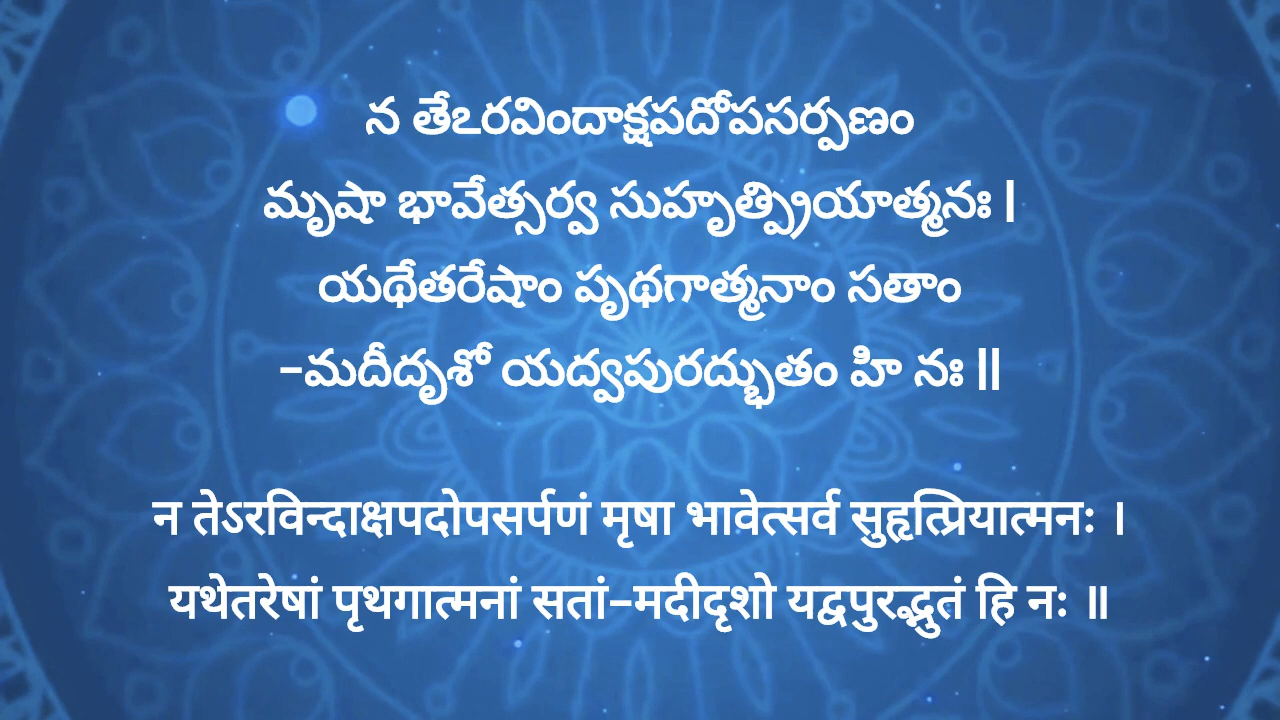 న తేఽరవిందాక్షపదోపసర్పణం
మృషా భావేత్సర్వ సుహృత్ప్రియాత్మనః |
యథేతరేషాం పృథగాత్మనాం సతాం
-మదీదృశో యద్వపురద్భుతం హి నః ||
न तेऽरविन्दाक्षपदोपसर्पणं मृषा भावेत्सर्व सुहृत्प्रियात्मनः ।
यथेतरेषां पृथगात्मनां सतां-मदीदृशो यद्वपुरद्भुतं हि नः ॥